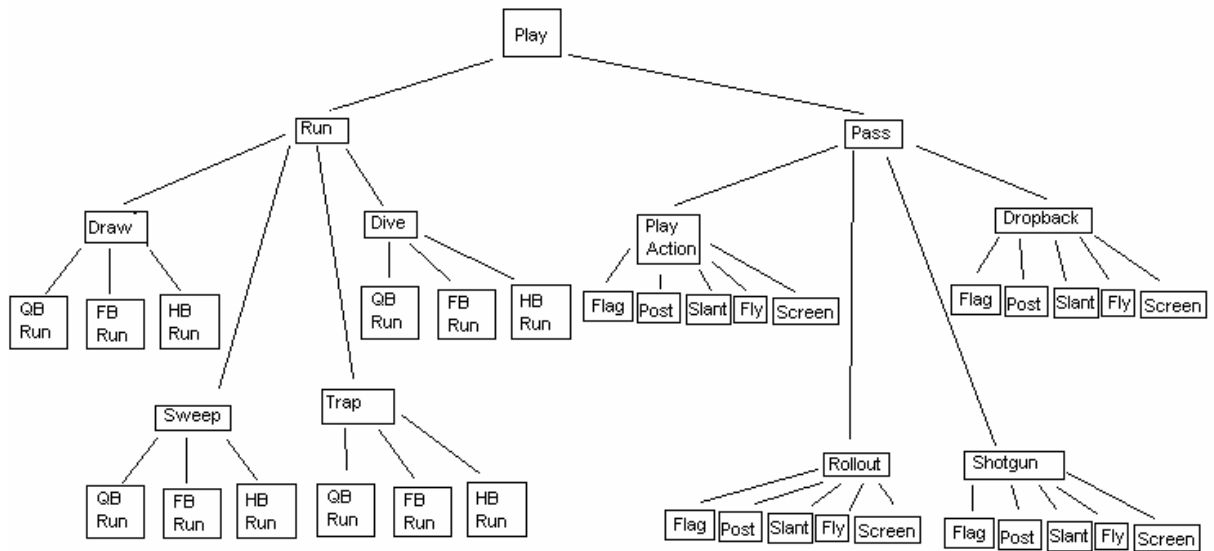 Play
Run
Pass
Draw
Dive
Play
Action
Dropback
QB
Run
FB
Run
HB
Run
QB
Run
FB
Run
HB
Run
Flag
Post
Slant
Fly
Screen
Flag
Post
Slant
Fly
Screen
Sweep
Trap
Rollout
Shotgun
QB
Run
FB
Run
HB
Run
QB
Run
FB
Run
HB
Run
Flag
Post
Slant
Fly
Screen
Flag
Post
Slant
Fly
Screen